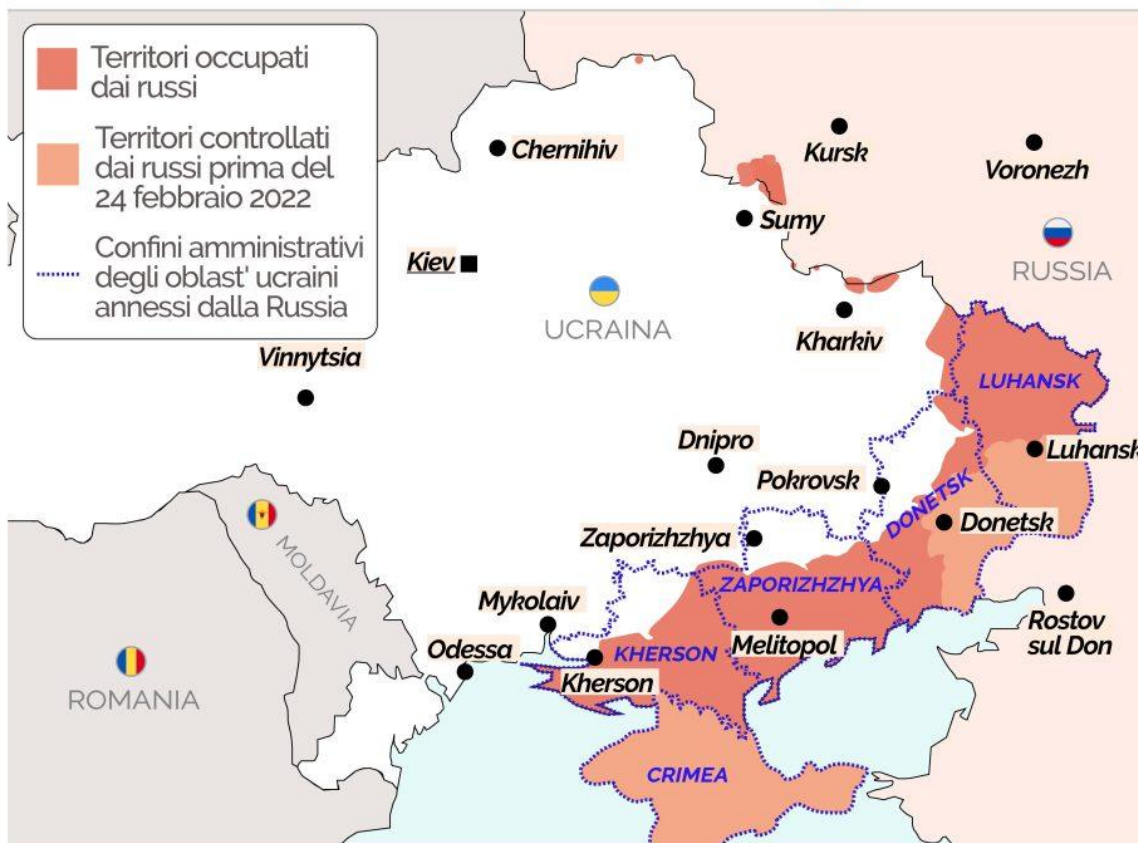 Territori occupati
dai russi
Territori controllati
dai russi prima del
24 febbraio 2022
Confini amministrativi
degli oblast' ucraini
annessi dalla Russia
Chernihiv
Kursk
Voronezh
Sumy
Kiev
RUSSIA
UCRAINA
Kharkiv
Vinnytsia
LUHANSK
Dnipro
Luhansk
Pokrovsk
DONETSK
Donetsk
Zaporizhzhya
MOLDAVIA
ZAPORIZHZHYA
Mykolaiv
Melitopol
Rostov
sul Don
Odessa
KHERSON
Kherson
ROMANIA
CRIMEA